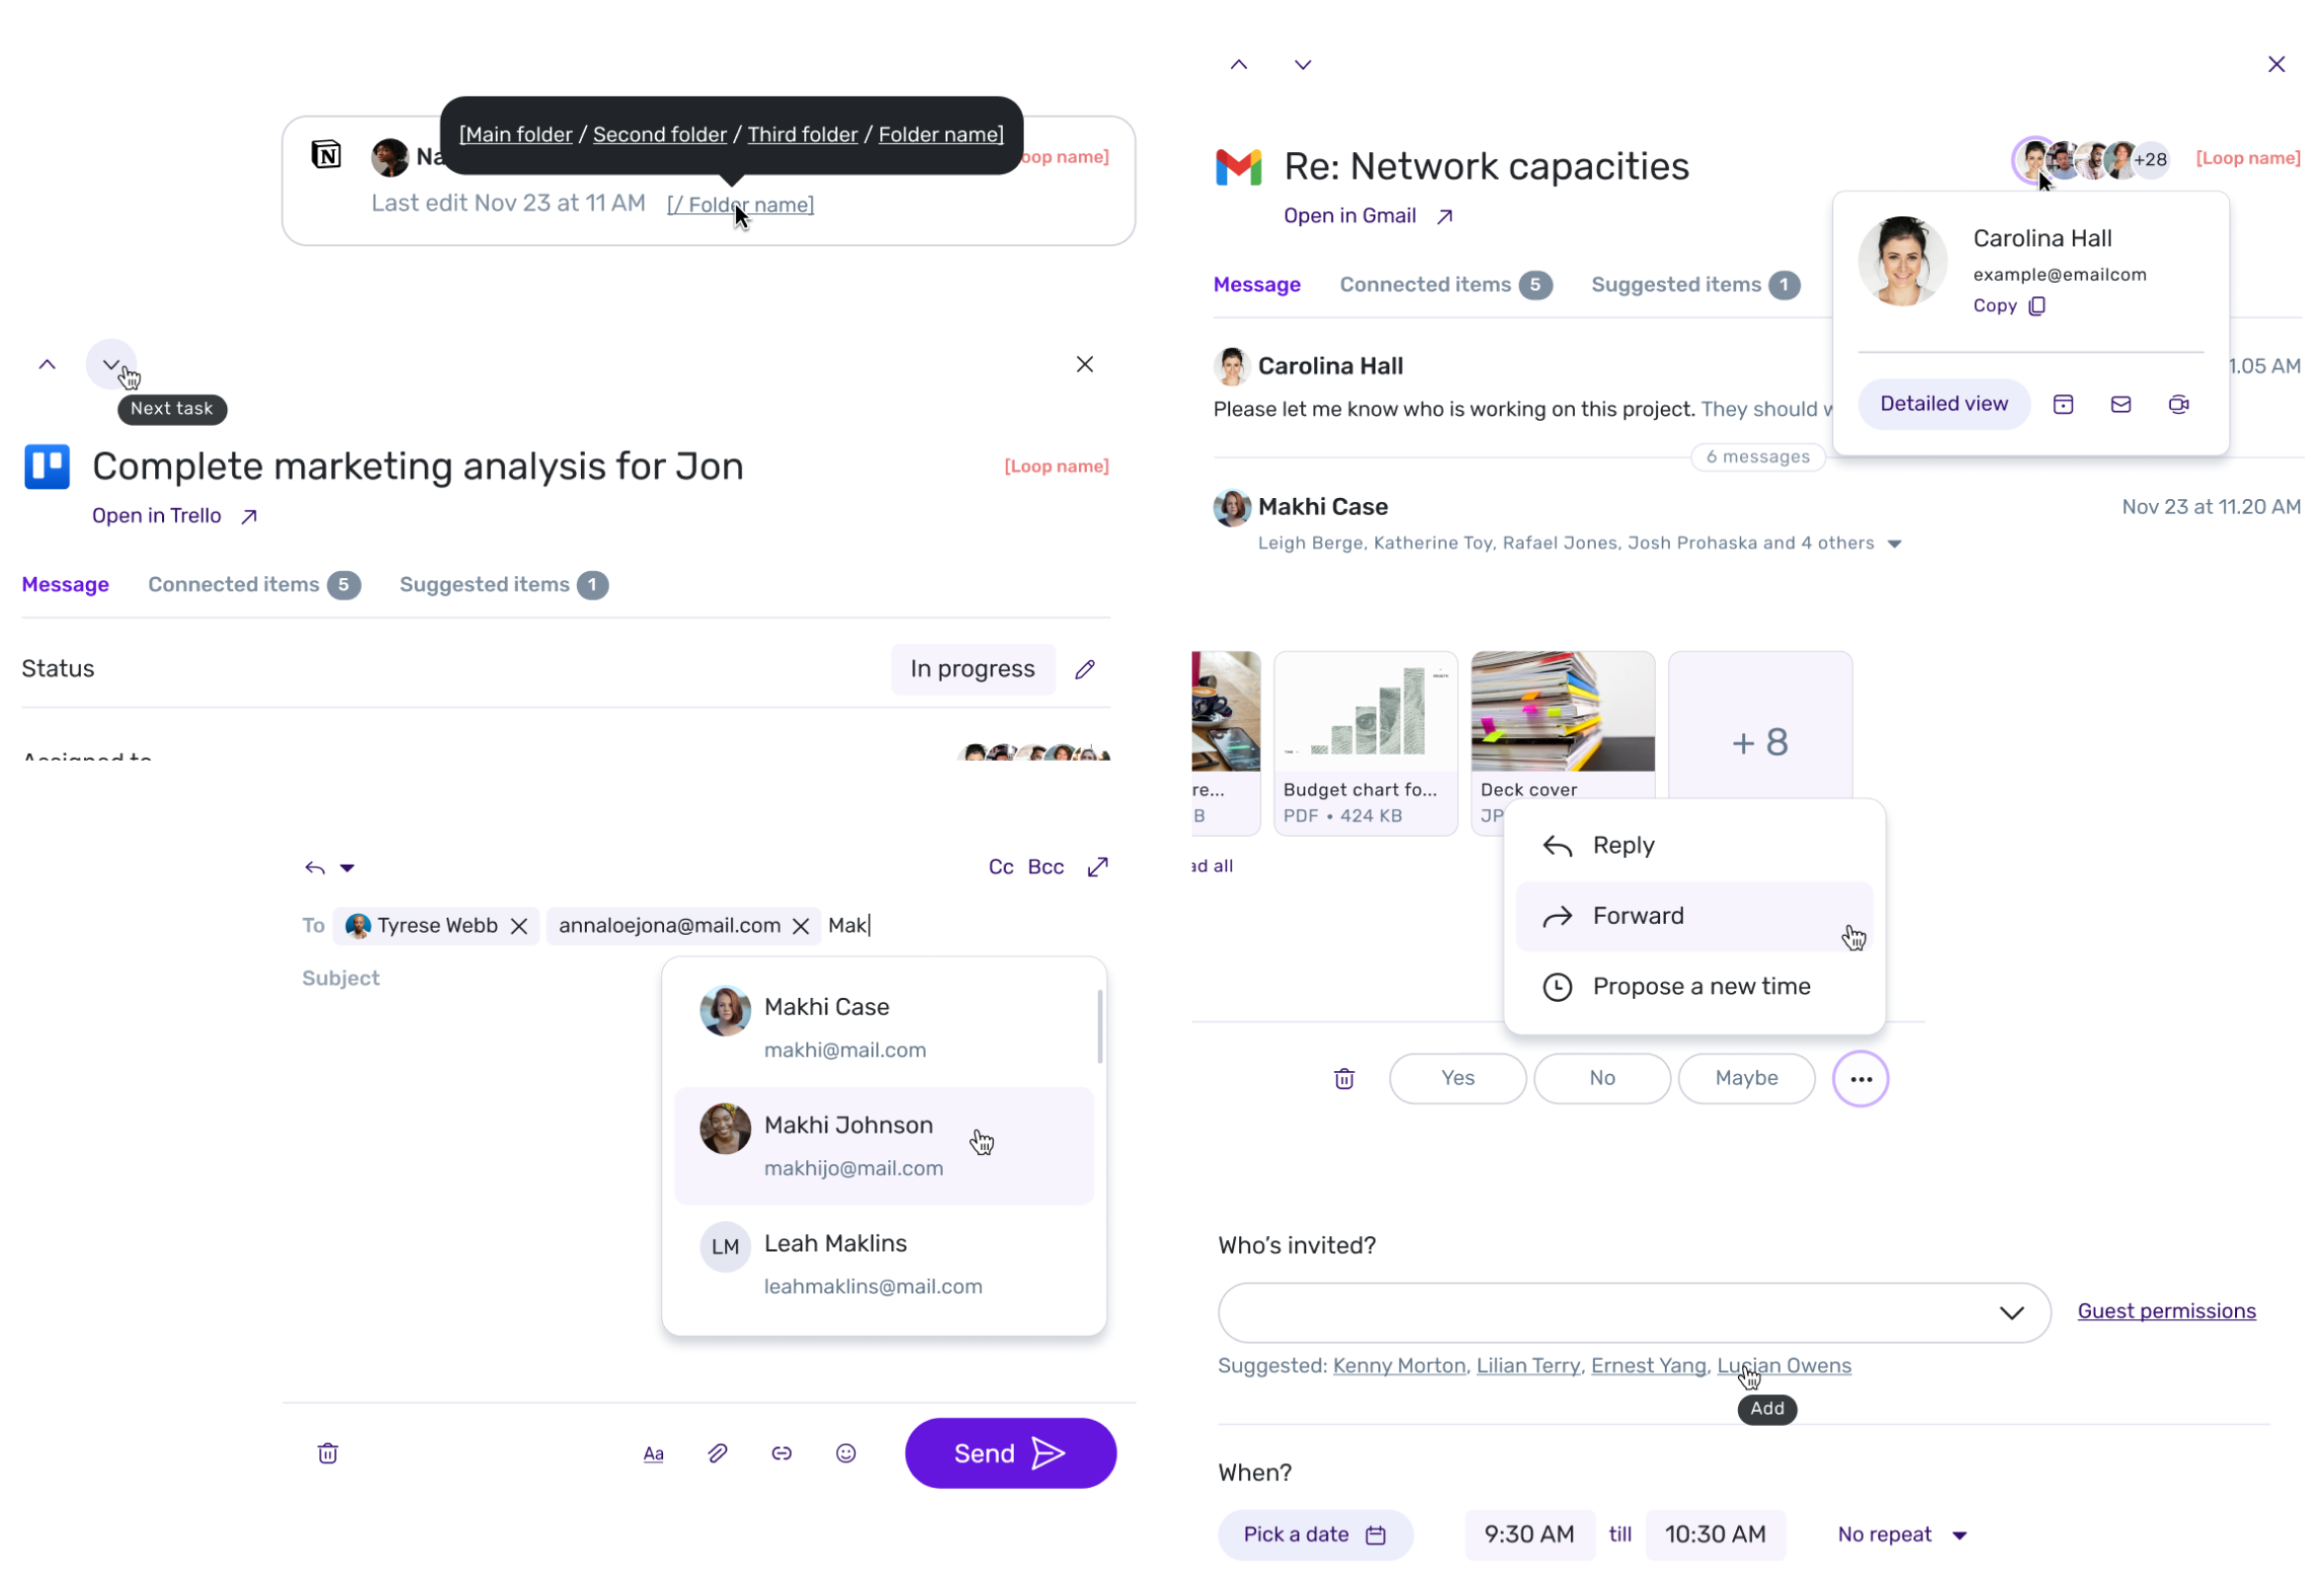 [Main folder / Second folder / Third folder / Folder name]
oop name]
Last edit Nov 23 at 11 AM [/ Folder name]
Next task
Complete marketing analysis for Jon [Loop name]
Open in Trello
Message Connected items 5 Suggested items 1
Status In progress
Assigned to
Cc Bcc
To Tyrese Webb annaloejona@mail.com Mak
Subject
Makhi Case
makhi@mail.com
Makhi Johnson
makhijo@mail.com
LM Leah Maklins
leahmaklins@mail.com
Aa Send
Re: Network capacities +28 [Loop name]
Open in Gmail
Carolina Hall
example@emailcom
Copy
Detailed view
Message Connected items 5 Suggested items 1
Carolina Hall 1.05 AM
Please let me know who is working on this project. They should
6 messages
Makhi Case Nov 23 at 11.20 AM
Leigh Berge, Katherine Toy, Rafael Jones, Josh Prohaska and 4 others
+ 8
re... Budget chart fo... Deck cover
B PDF • 424 KB JP
ad all
Reply
Forward
Propose a new time
Yes No Maybe
Who’s invited?
Guest permissions
Suggested: Kenny Morton, Lilian Terry, Ernest Yang, Lucian Owens
Add
When?
Pick a date 9:30 AM till 10:30 AM No repeat